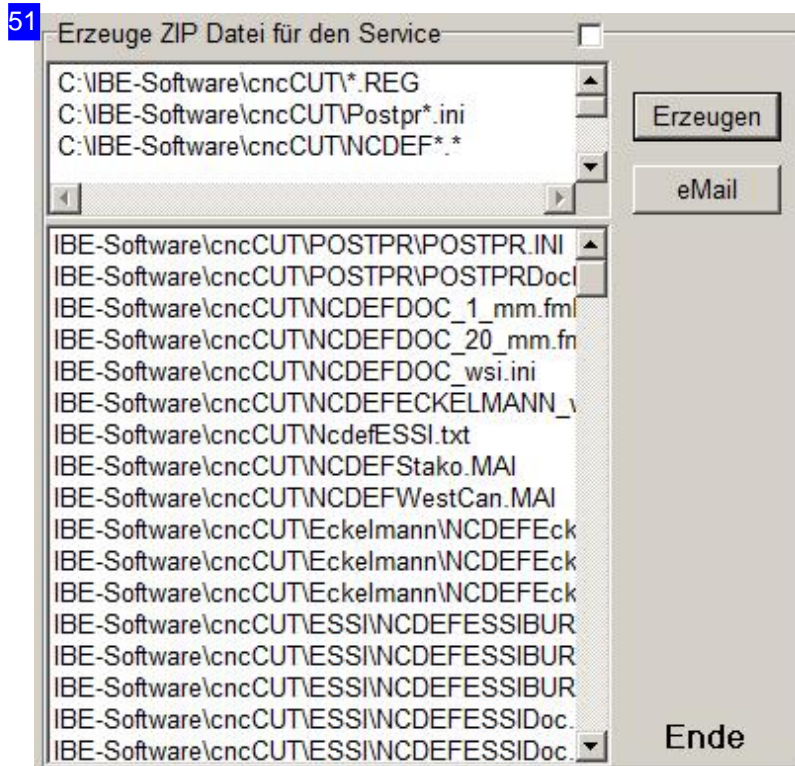 51
Erzeuge ZIP Datei für den Service
C:\IBE-Software\cncCUT\*.REG
C:\IBE-Software\cncCUT\Postpr*.ini
C:\IBE-Software\cncCUT\NCDEF*.*
Erzeugen
eMail
IBE-Software\cncCUT\POSTPR\POSTPR.INI
IBE-Software\cncCUT\POSTPR\POSTPRDocl
IBE-Software\cncCUT\NCDEFDOC_1_mm.fml
IBE-Software\cncCUT\NCDEFDOC_20_mm.fn
IBE-Software\cncCUT\NCDEFDOC_wsi.ini
IBE-Software\cncCUT\NCDEFECKELMANN_v
IBE-Software\cncCUT\NcdefESSI.txt
IBE-Software\cncCUT\NCDEFStako.MAI
IBE-Software\cncCUT\NCDEFWestCan.MAI
IBE-Software\cncCUT\Eckelmann\NCDEFEck
IBE-Software\cncCUT\Eckelmann\NCDEFEck
IBE-Software\cncCUT\Eckelmann\NCDEFEck
IBE-Software\cncCUT\ESSI\NCDEFESSIBUR
IBE-Software\cncCUT\ESSI\NCDEFESSIBUR
IBE-Software\cncCUT\ESSI\NCDEFESSIBUR
IBE-Software\cncCUT\ESSI\NCDEFESSIDoc.
IBE-Software\cncCUT\ESSI\NCDEFESSIDoc.
Ende